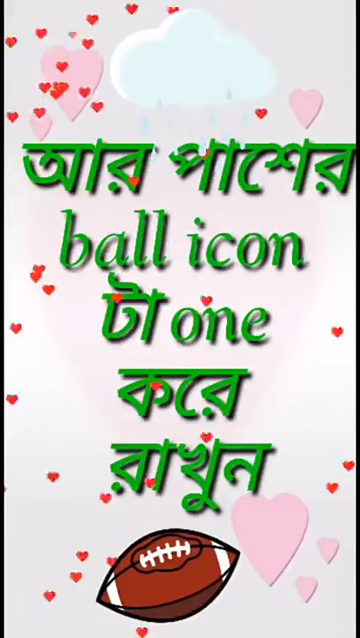 আর পাশের
ball icon
টা one
করে
রাখুন